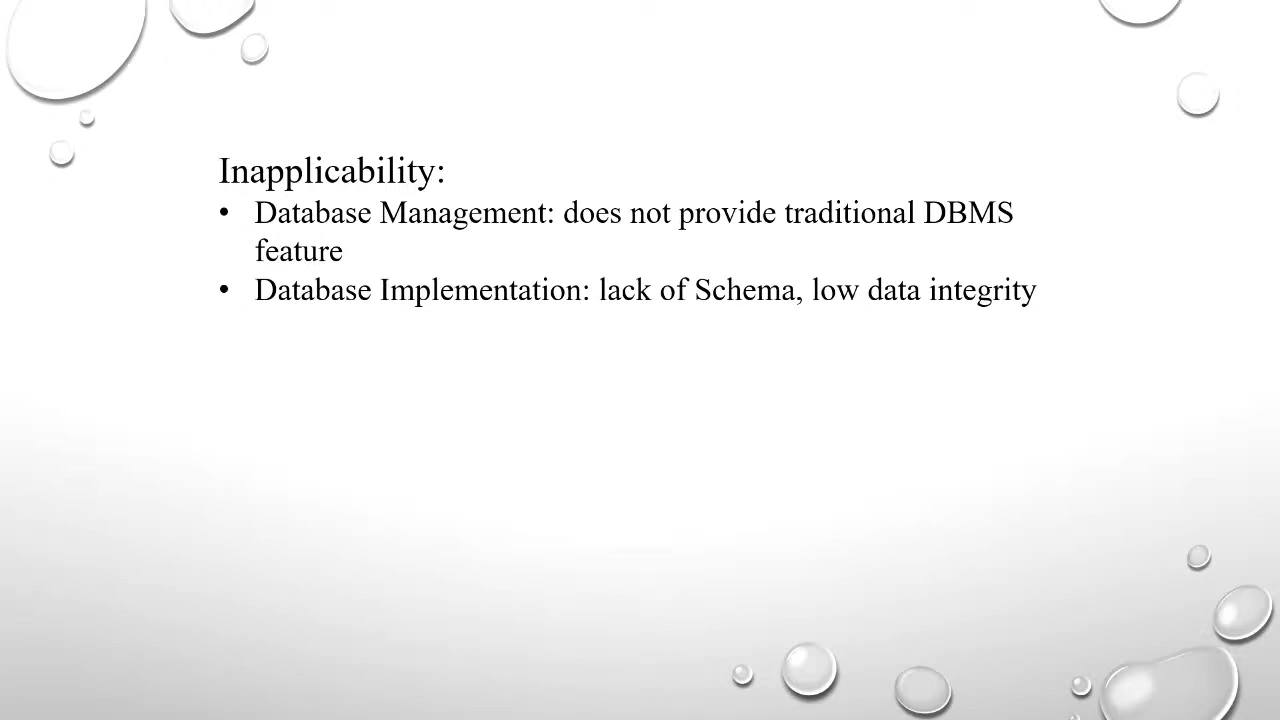 Inapplicability:
• Database Management: does not provide traditional DBMS
feature
• Database Implementation: lack of Schema, low data integrity